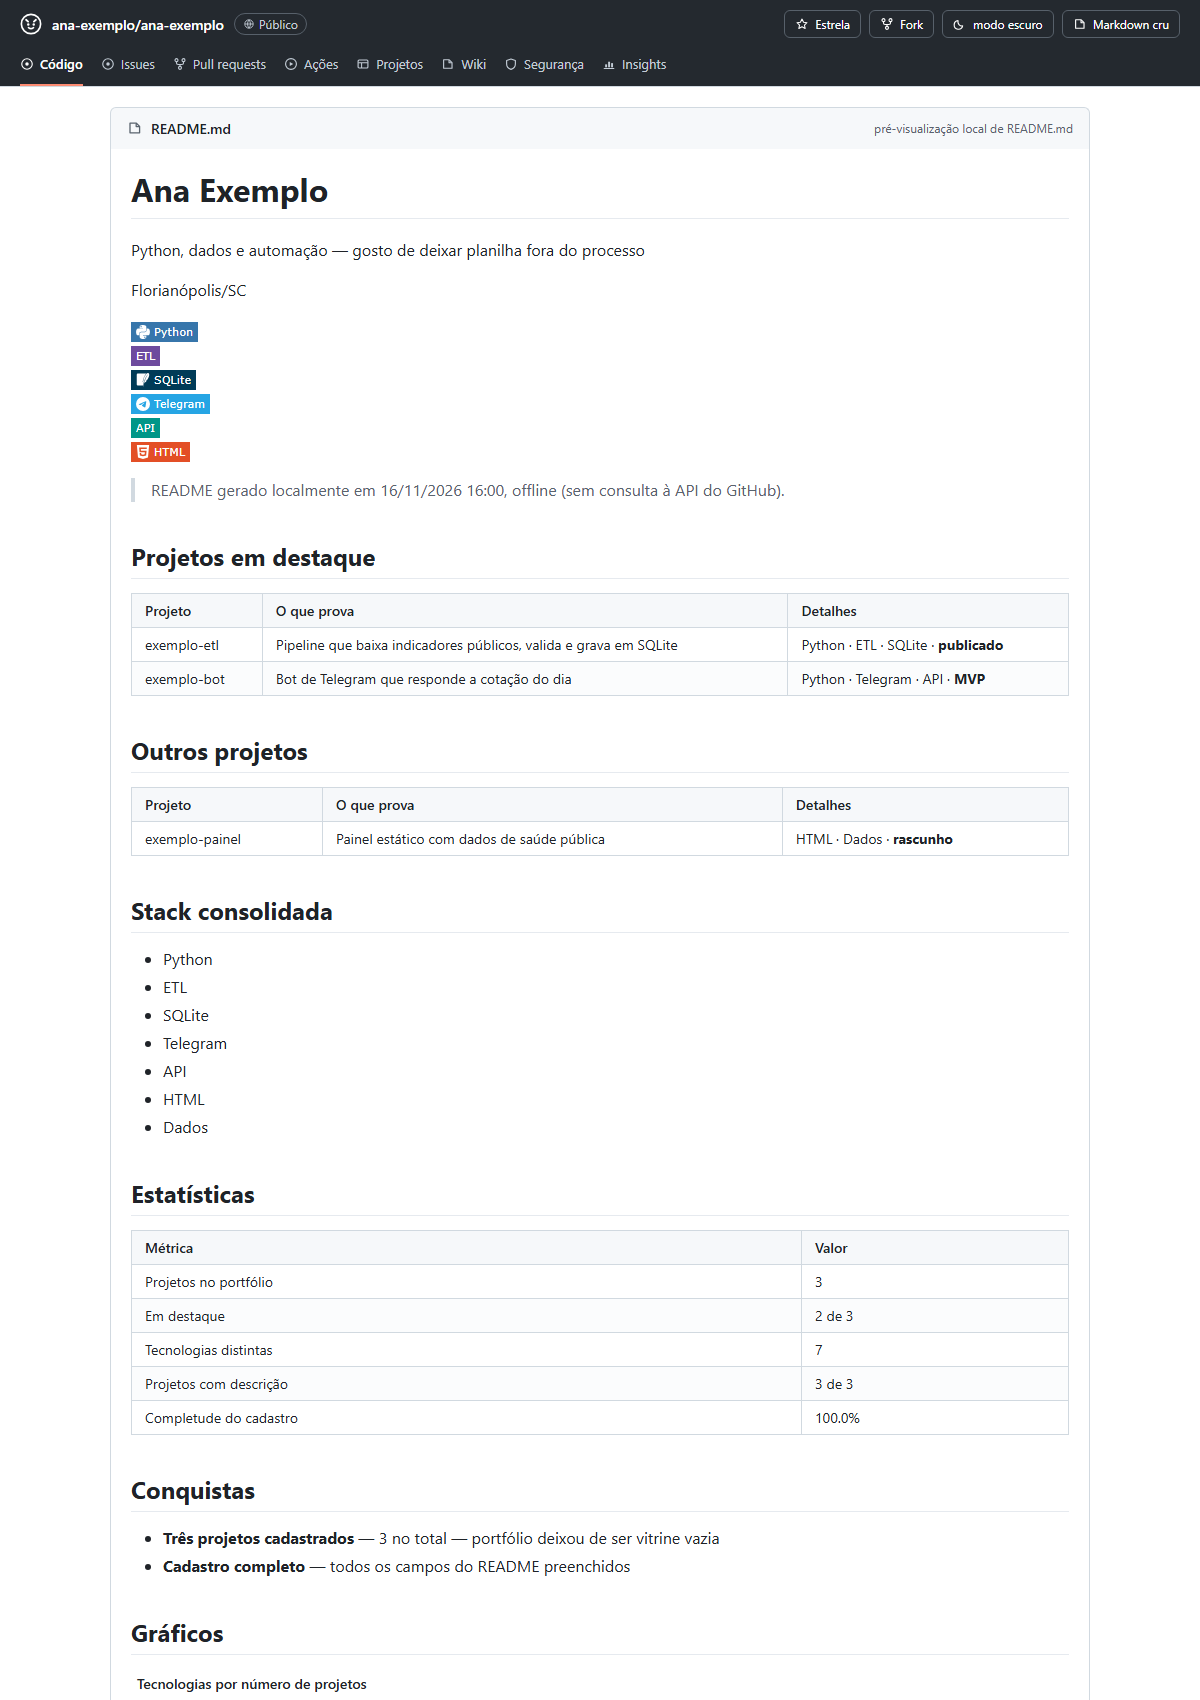 ana-exemplo/ana-exemplo Público Estrela Fork modo escuro Markdown cru
Código Issues Pull requests Ações Projetos Wiki Segurança Insights
README.md pré-visualização local de README.md
Ana Exemplo
Python, dados e automação — gosto de deixar planilha fora do processo
Florianópolis/SC
Python
ETL
SQLite
Telegram
API
HTML
README gerado localmente em 16/11/2026 16:00, offline (sem consulta à API do GitHub).
Projetos em destaque
Projeto O que prova Detalhes
exemplo-etl Pipeline que baixa indicadores públicos, valida e grava em SQLite Python · ETL · SQLite · publicado
exemplo-bot Bot de Telegram que responde a cotação do dia Python · Telegram · API · MVP
Outros projetos
Projeto O que prova Detalhes
exemplo-painel Painel estático com dados de saúde pública HTML · Dados · rascunho
Stack consolidada
Python
ETL
SQLite
Telegram
API
HTML
Dados
Estatísticas
Métrica Valor
Projetos no portfólio 3
Em destaque 2 de 3
Tecnologias distintas 7
Projetos com descrição 3 de 3
Completude do cadastro 100.0%
Conquistas
Três projetos cadastrados — 3 no total — portfólio deixou de ser vitrine vazia
Cadastro completo — todos os campos do README preenchidos
Gráficos
Tecnologias por número de projetos